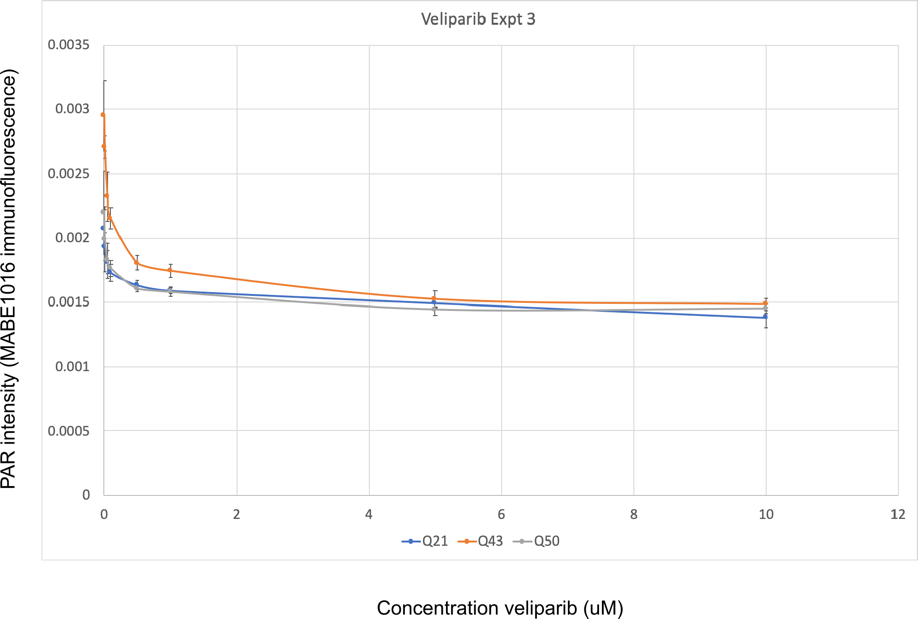 Veliparib Expt 3
PAR intensity (MABE1016 immunofluorescence)
0.0035
0.003
0.0025
0.002
0.0015
0.001
0.0005
0
0 2 4 6 8 10 12
Q21 Q43 Q50
Concentration veliparib (uM)